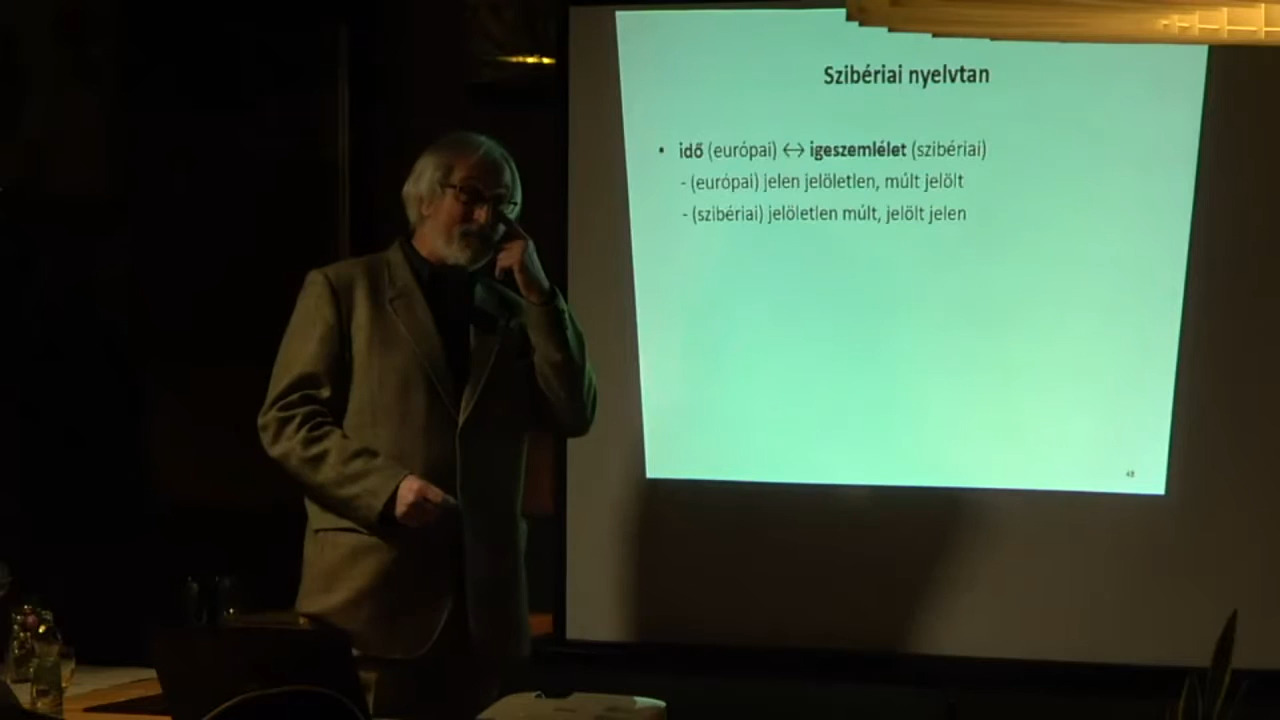 Szibériai nyelvtan
• idő (európai) ↔ igeszemlélet (szibériai)
- (európai) jelen jelöletlen, múlt jelölt
- (szibériai) jelöletlen múlt, jelölt jelen